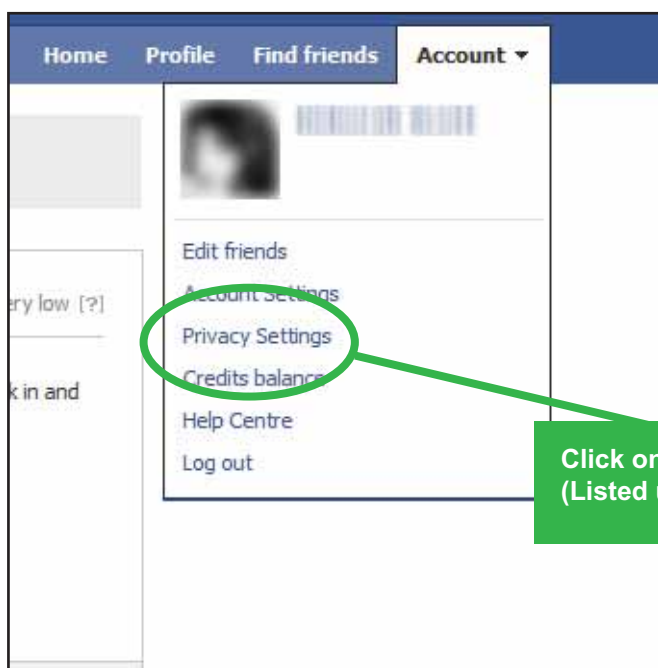 Home Profile Find friends Account
Edit friends
ery low [?]
Account Settings
Privacy Settings
k in and
Credits balance
Help Centre
Log out
Click on
(Listed